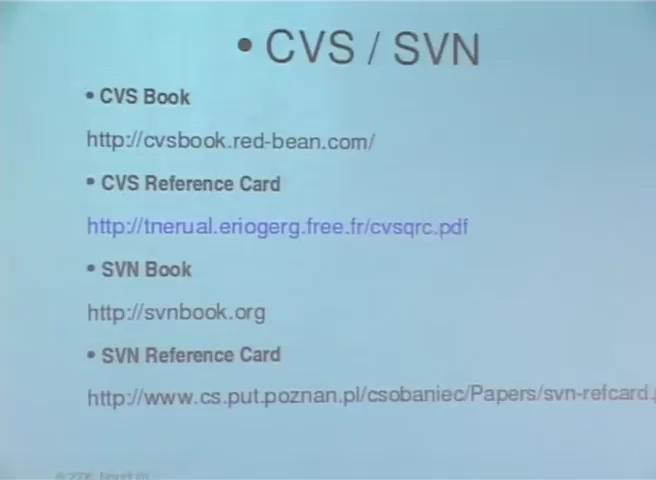 • CVS / SVN
• CVS Book
http://cvsbook.red-bean.com/
• CVS Reference Card
http://tnerual.eriogerg.free.fr/cvsqrc.pdf
• SVN Book
http://svnbook.org
• SVN Reference Card
http://www.cs.put.poznan.pl/csobaniec/Papers/svn-refcard.